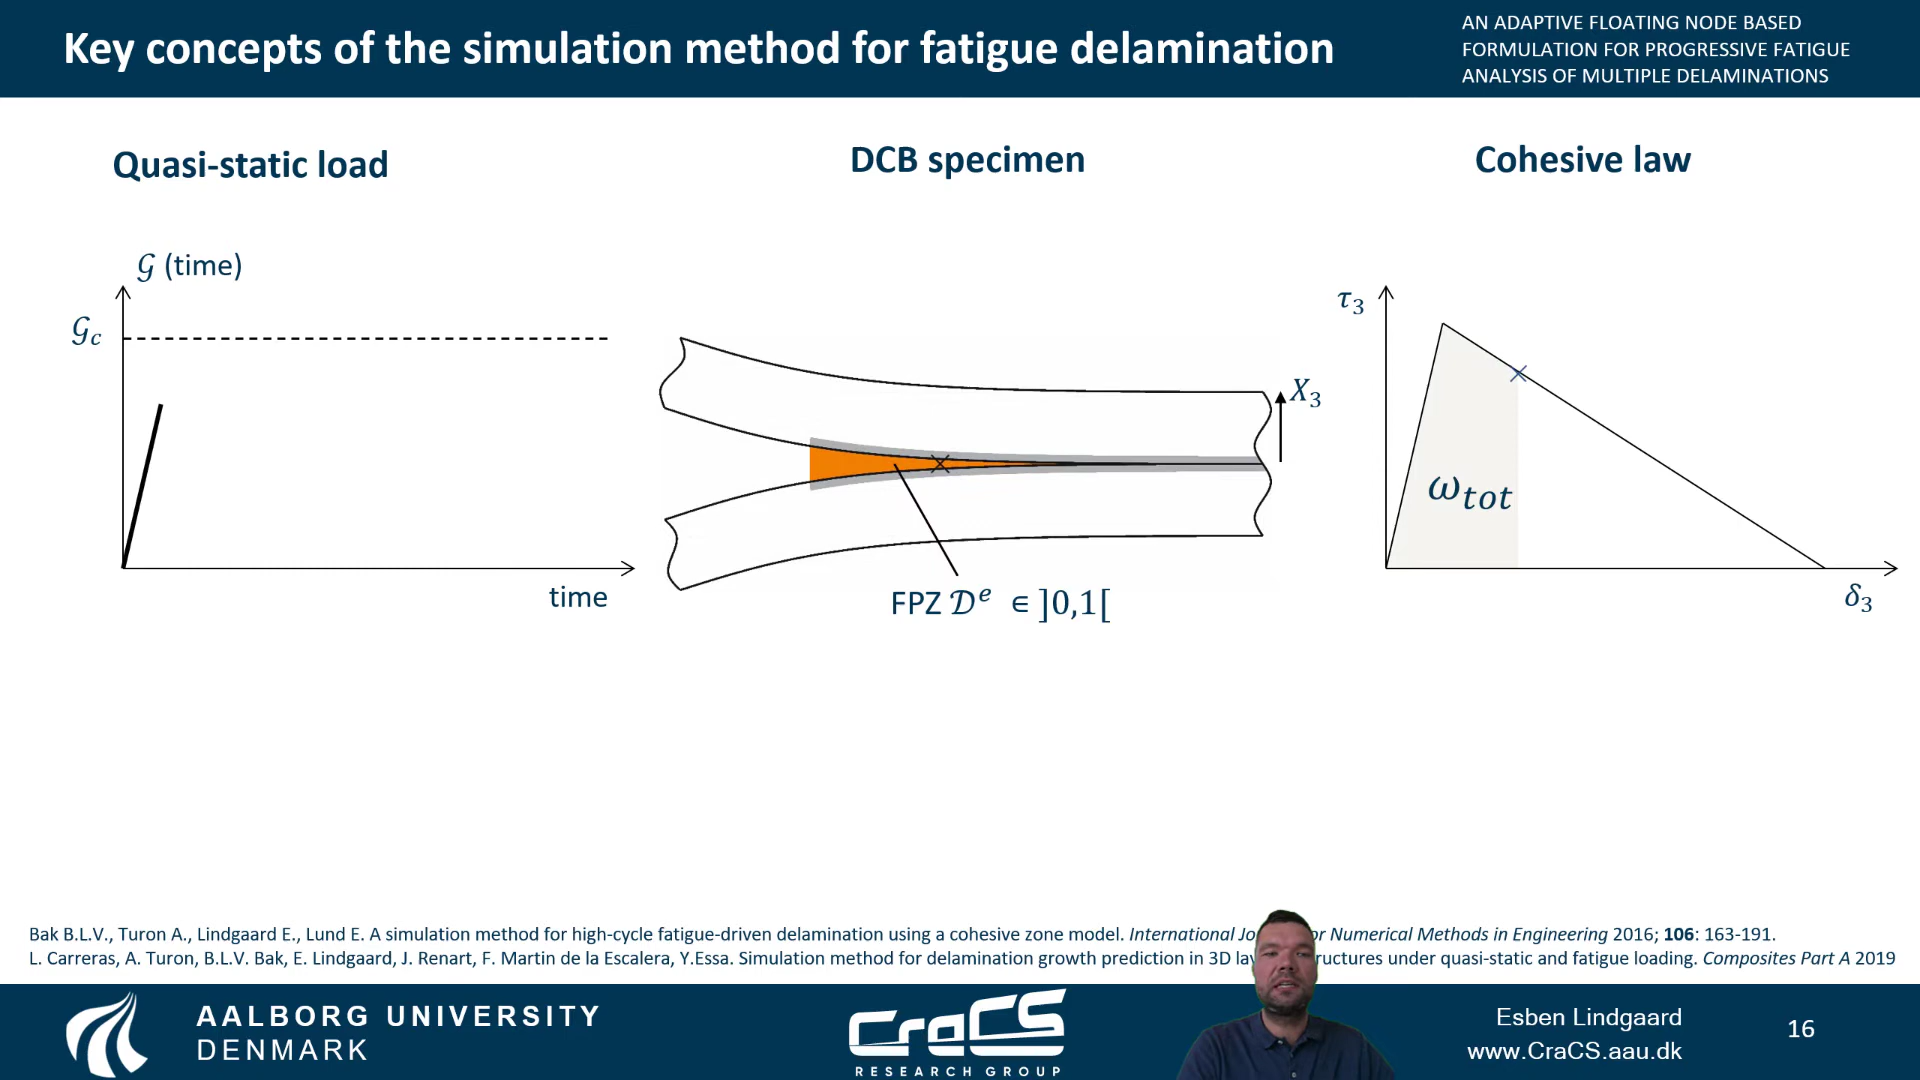 Key concepts of the simulation method for fatigue delamination
AN ADAPTIVE FLOATING NODE BASED
FORMULATION FOR PROGRESSIVE FATIGUE
ANALYSIS OF MULTIPLE DELAMINATIONS
Quasi-static load
DCB specimen
Cohesive law
𝒢 (time)
𝒢c
time
X₃
FPZ 𝒟ᵉ ∈ ]0,1[
τ₃
ω_tot
δ₃
Bak B.L.V., Turon A., Lindgaard E., Lund E. A simulation method for high-cycle fatigue-driven delamination using a cohesive zone model. International Jo or Numerical Methods in Engineering 2016; 106: 163-191.
L. Carreras, A. Turon, B.L.V. Bak, E. Lindgaard, J. Renart, F. Martin de la Escalera, Y.Essa. Simulation method for delamination growth prediction in 3D la ructures under quasi-static and fatigue loading. Composites Part A 2019
AALBORG UNIVERSITY
DENMARK
CraCS
RESEARCH GROUP
Esben Lindgaard
www.CraCS.aau.dk
16